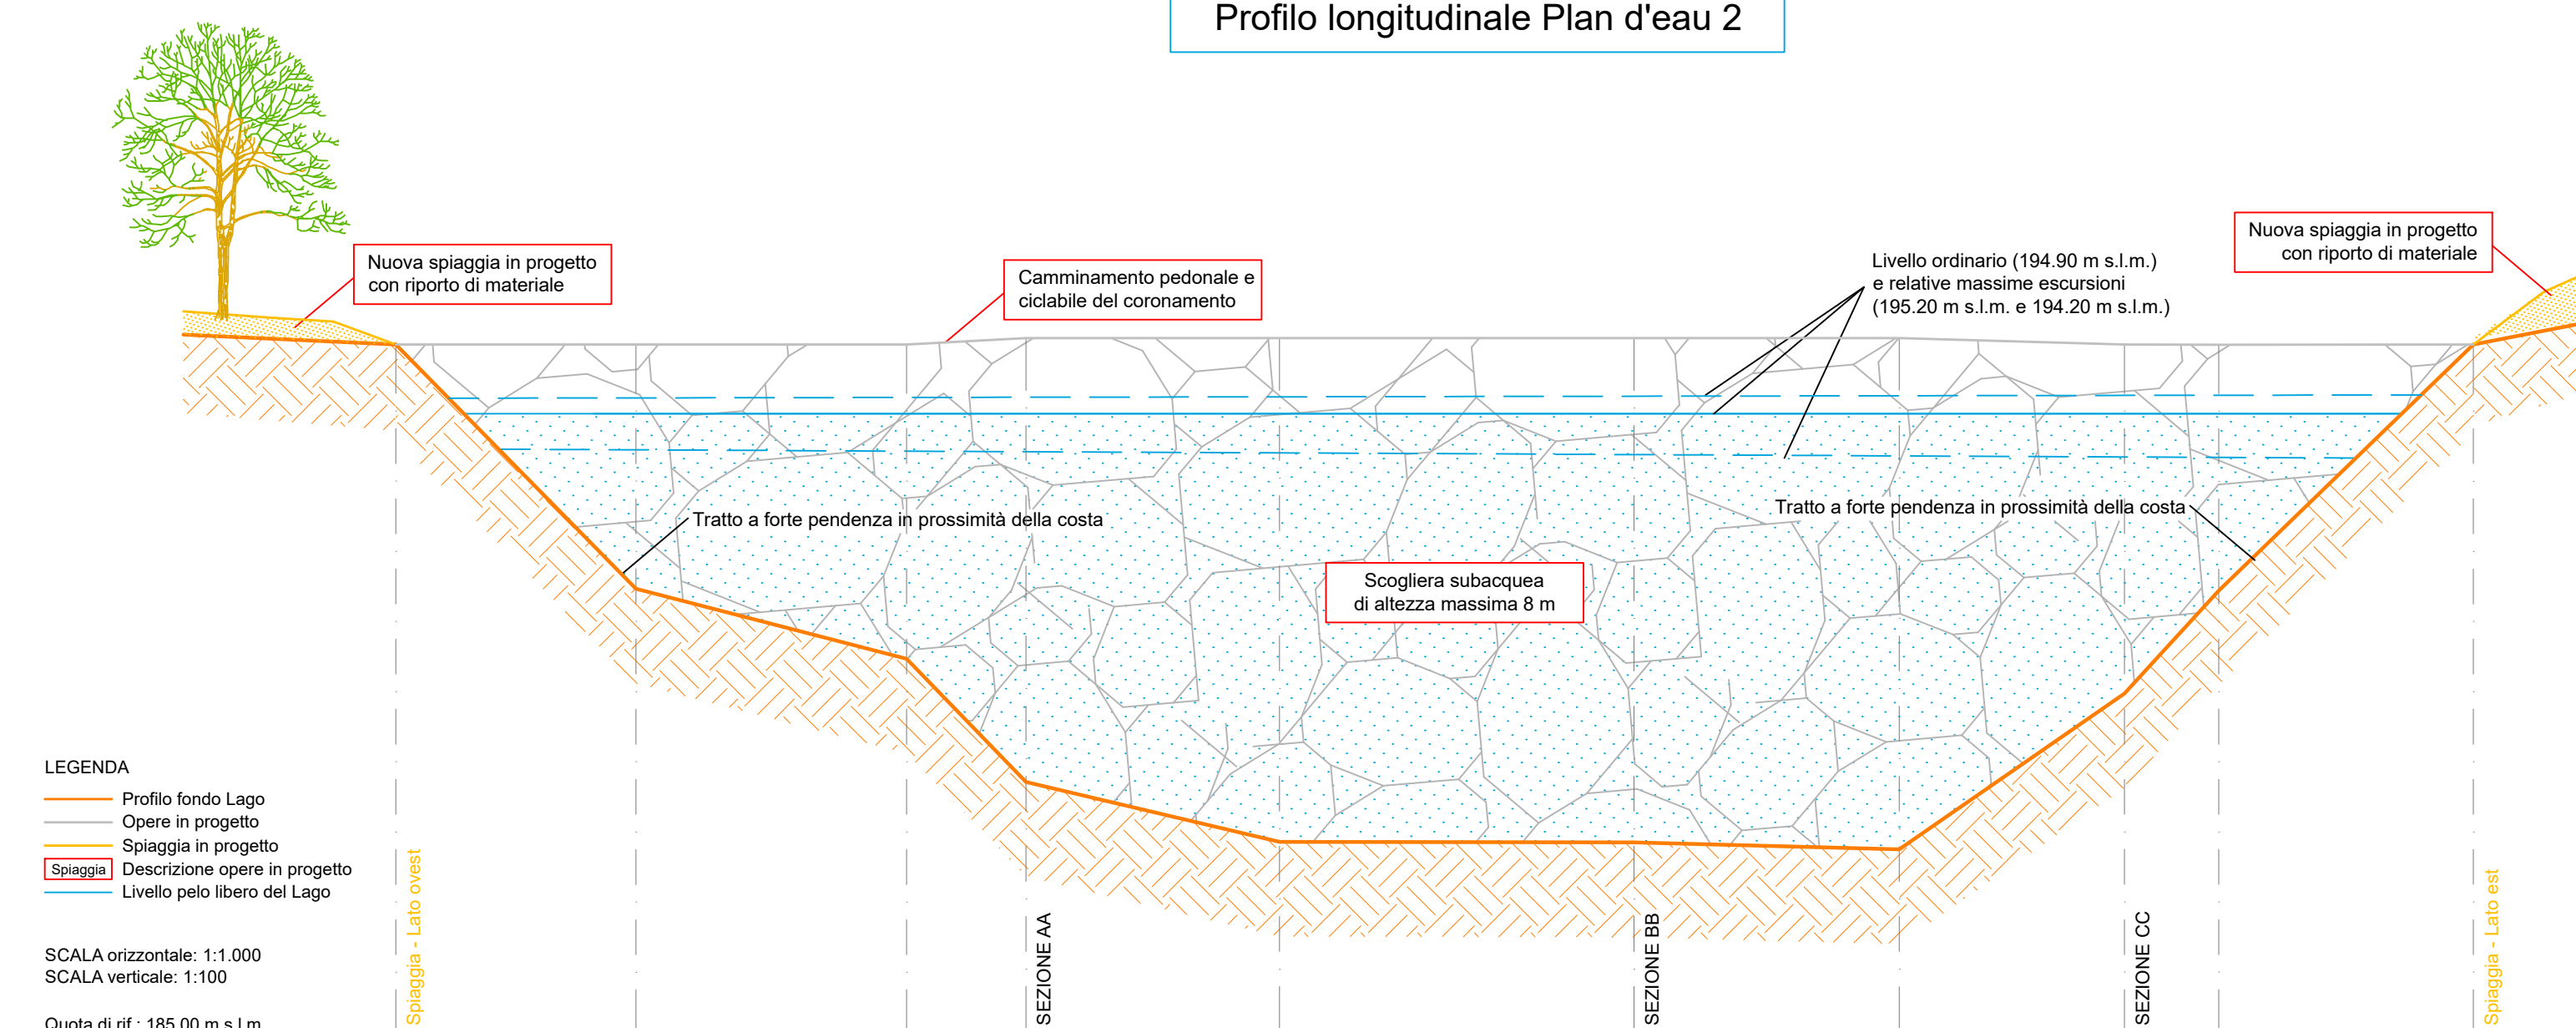 Profilo longitudinale Plan d'eau 2
Nuova spiaggia in progetto
con riporto di materiale
Camminamento pedonale e
ciclabile del coronamento
Livello ordinario (194.90 m s.l.m.)
e relative massime escursioni
(195.20 m s.l.m. e 194.20 m s.l.m.)
Nuova spiaggia in progetto
con riporto di materiale
Tratto a forte pendenza in prossimità della costa
Tratto a forte pendenza in prossimità della costa
Scogliera subacquea
di altezza massima 8 m
LEGENDA
Profilo fondo Lago
Opere in progetto
Spiaggia in progetto
Spiaggia Descrizione opere in progetto
Livello pelo libero del Lago
SCALA orizzontale: 1:1.000
SCALA verticale: 1:100
Quota di rif.: 185.00 m s.l.m.
Spiaggia - Lato ovest
SEZIONE AA
SEZIONE BB
SEZIONE CC
Spiaggia - Lato est